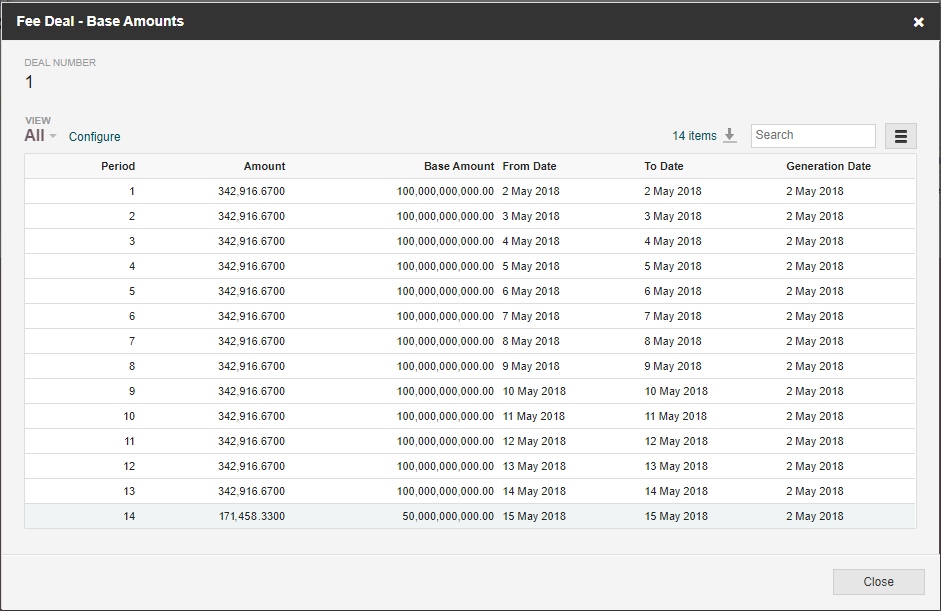 Fee Deal - Base Amounts
DEAL NUMBER
1
VIEW
All Configure 14 items Search
Period Amount Base Amount From Date To Date Generation Date
1 342,916.6700 100,000,000,000.00 2 May 2018 2 May 2018 2 May 2018
2 342,916.6700 100,000,000,000.00 3 May 2018 3 May 2018 2 May 2018
3 342,916.6700 100,000,000,000.00 4 May 2018 4 May 2018 2 May 2018
4 342,916.6700 100,000,000,000.00 5 May 2018 5 May 2018 2 May 2018
5 342,916.6700 100,000,000,000.00 6 May 2018 6 May 2018 2 May 2018
6 342,916.6700 100,000,000,000.00 7 May 2018 7 May 2018 2 May 2018
7 342,916.6700 100,000,000,000.00 8 May 2018 8 May 2018 2 May 2018
8 342,916.6700 100,000,000,000.00 9 May 2018 9 May 2018 2 May 2018
9 342,916.6700 100,000,000,000.00 10 May 2018 10 May 2018 2 May 2018
10 342,916.6700 100,000,000,000.00 11 May 2018 11 May 2018 2 May 2018
11 342,916.6700 100,000,000,000.00 12 May 2018 12 May 2018 2 May 2018
12 342,916.6700 100,000,000,000.00 13 May 2018 13 May 2018 2 May 2018
13 342,916.6700 100,000,000,000.00 14 May 2018 14 May 2018 2 May 2018
14 171,458.3300 50,000,000,000.00 15 May 2018 15 May 2018 2 May 2018
Close